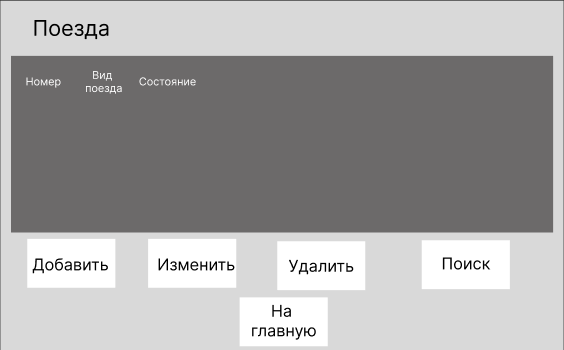 Поезда
Номер
Вид
поезда
Состояние
Добавить
Изменить
Удалить
Поиск
На
главную